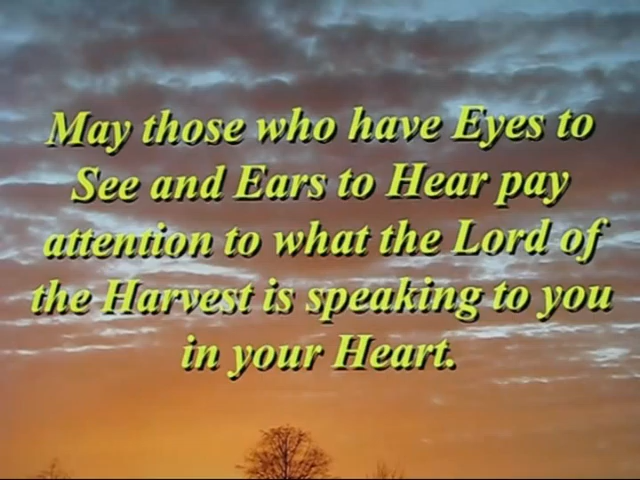 May those who have Eyes to
See and Ears to Hear pay
attention to what the Lord of
the Harvest is speaking to you
in your Heart.